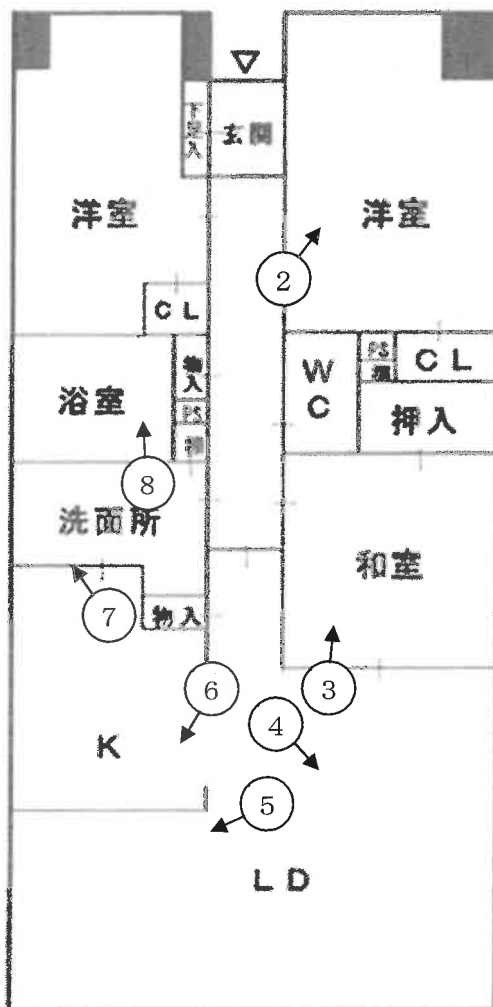 玄関
下足入
洋室
洋室
②
CL
物入
PS
WC
PS
CL
押入
浴室
⑧
洗面所
和室
⑦
物入
⑥
③
④
K
⑤
LD